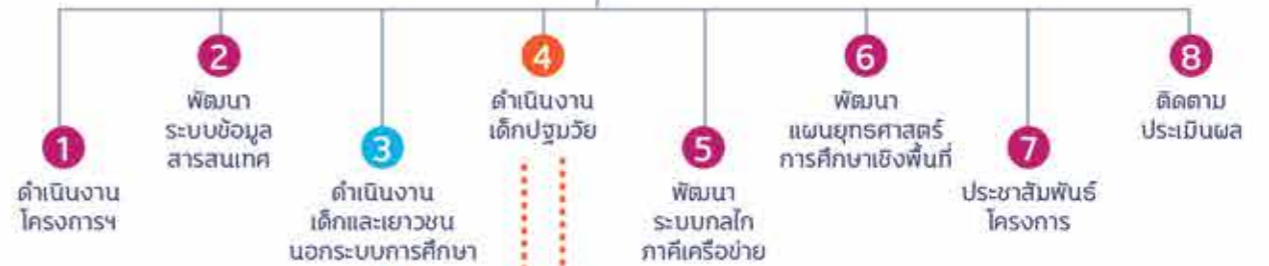 1
ดำเนินงาน
โครงการฯ
2
พัฒนา
ระบบข้อมูล
สารสนเทศ
3
ดำเนินงาน
เด็กและเยาวชน
นอกระบบการศึกษา
4
ดำเนินงาน
เด็กปฐมวัย
5
พัฒนา
ระบบกลไก
ภาคีเครือข่าย
6
พัฒนา
แผนยุทธศาสตร์
การศึกษาเชิงพื้นที่
7
ประชาสัมพันธ์
โครงการ
8
ติดตาม
ประเมินผล